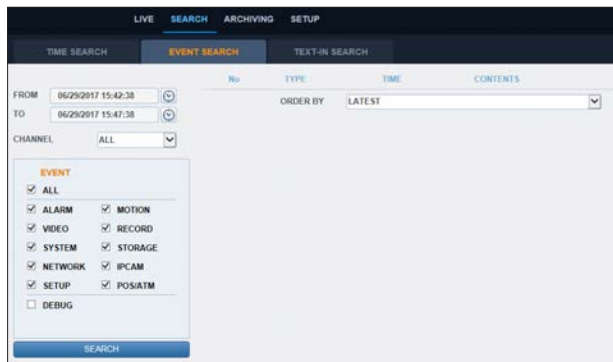 LIVE SEARCH ARCHIVING SETUP
TIME SEARCH EVENT SEARCH TEXT-IN SEARCH
No TYPE TIME CONTENTS
FROM 06/29/2017 15:42:38
ORDER BY LATEST
TO 06/29/2017 15:47:38
CHANNEL ALL
EVENT
ALL
ALARM MOTION
VIDEO RECORD
SYSTEM STORAGE
NETWORK IPCAM
SETUP POS/ATM
DEBUG
SEARCH